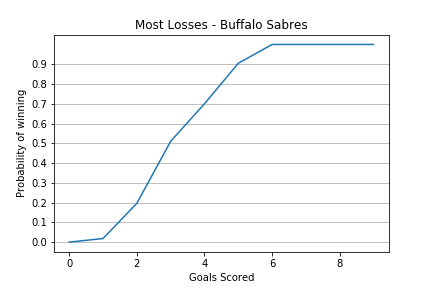 Most Losses - Buffalo Sabres
Probability of winning
0.9
0.8
0.7
0.6
0.5
0.4
0.3
0.2
0.1
0.0
0 2 4 6 8
Goals Scored